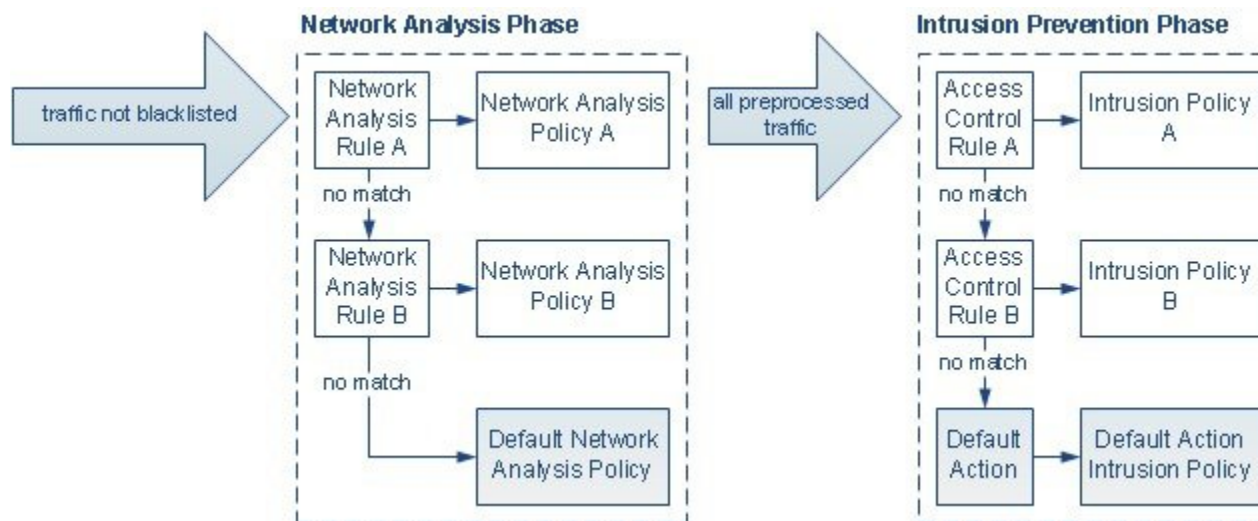 Network Analysis Phase
traffic not blacklisted
Network
Analysis
Rule A
Network Analysis
Policy A
no match
Network
Analysis
Rule B
Network Analysis
Policy B
no match
Default Network
Analysis Policy
all preprocessed
traffic
Intrusion Prevention Phase
Access
Control
Rule A
Intrusion Policy
A
no match
Access
Control
Rule B
Intrusion Policy
B
no match
Default
Action
Default Action
Intrusion Policy